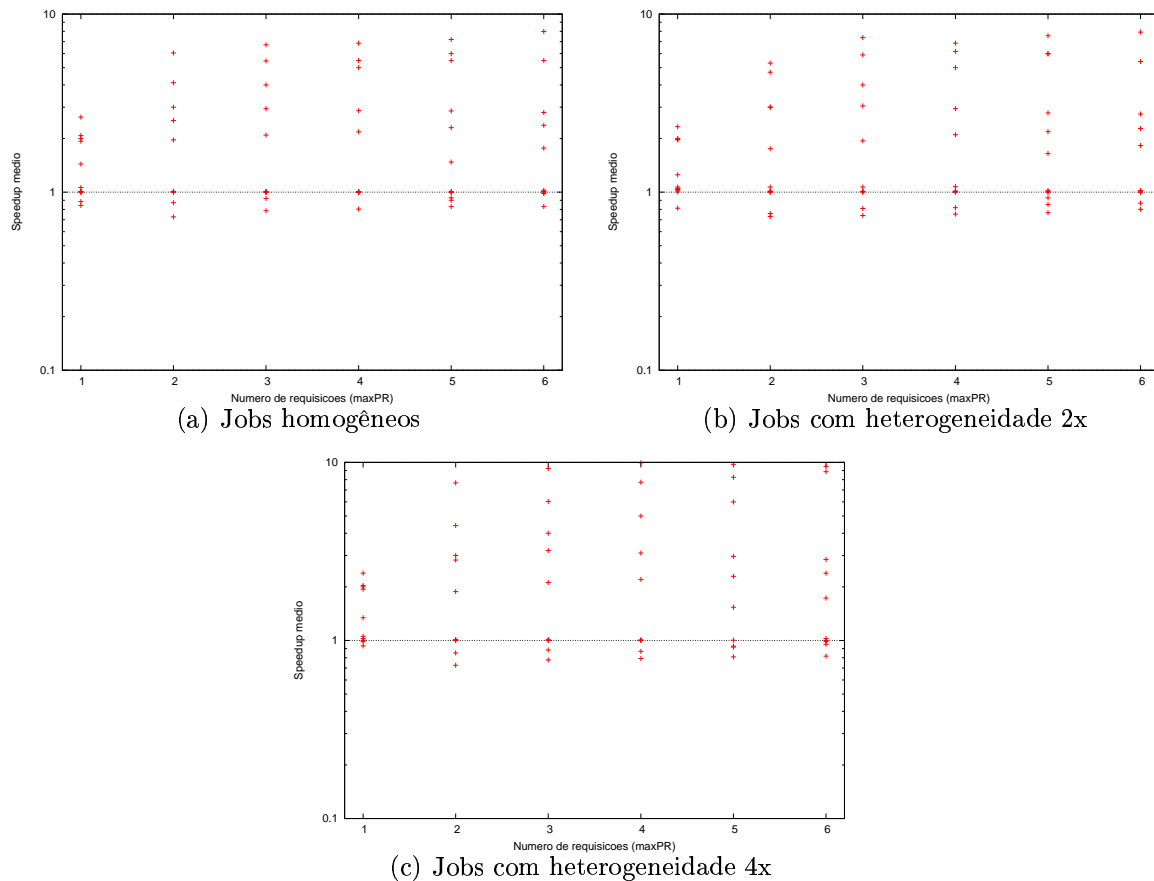 10
1
0.1
Speedup medio
1 2 3 4 5 6
Numero de requisicoes (maxPR)
(a) Jobs homogêneos
10
1
0.1
Speedup medio
1 2 3 4 5 6
Numero de requisicoes (maxPR)
(b) Jobs com heterogeneidade 2x
10
1
0.1
Speedup medio
1 2 3 4 5 6
Numero de requisicoes (maxPR)
(c) Jobs com heterogeneidade 4x